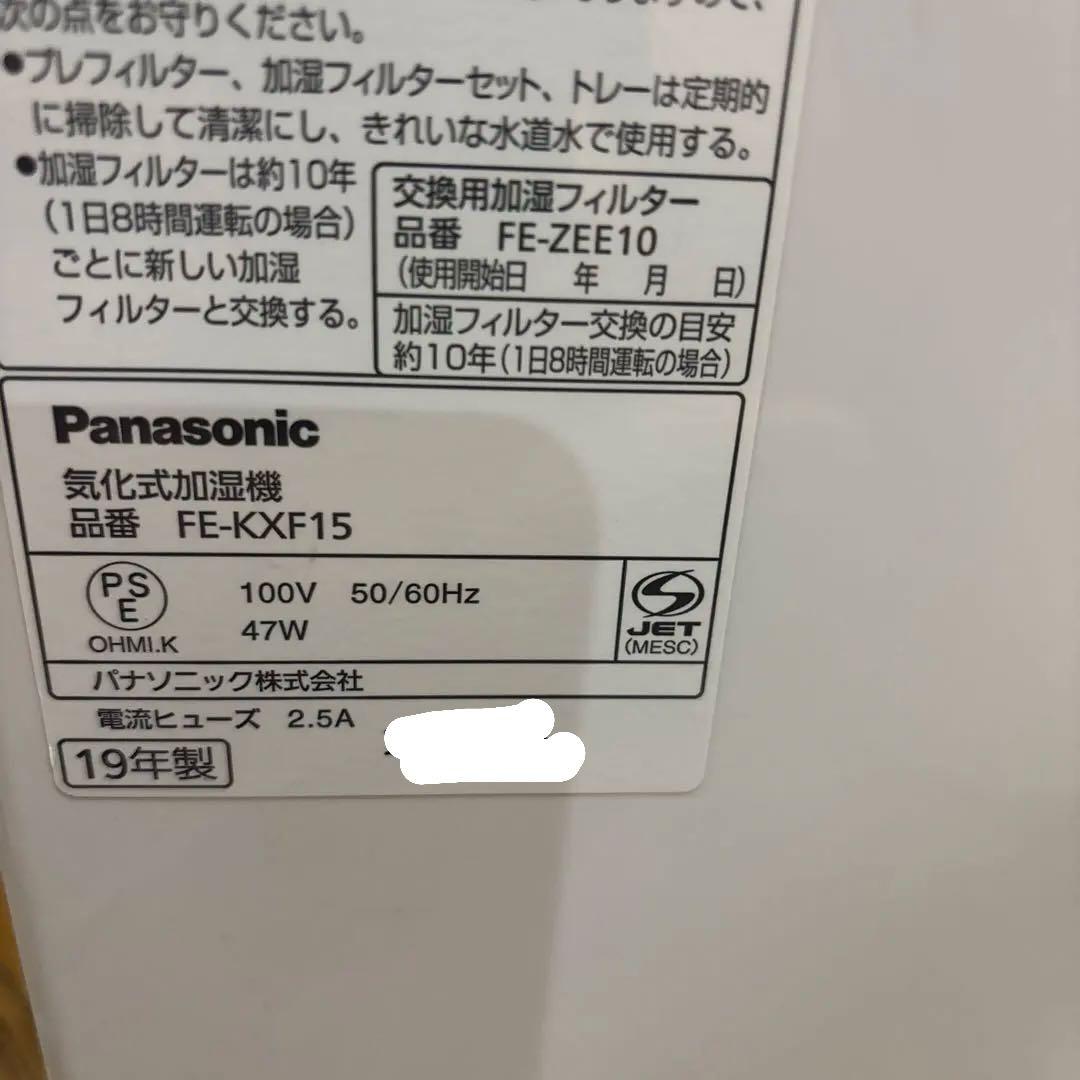 次の点をお守りください。
●プレフィルター、加湿フィルターセット、トレーは定期的
に掃除して清潔にし、きれいな水道水で使用する。
●加湿フィルターは約10年
(1日8時間運転の場合)
ごとに新しい加湿
フィルターと交換する。
交換用加湿フィルター
品番 FE-ZEE10
(使用開始日 年 月 日)
加湿フィルター交換の目安
約10年(1日8時間運転の場合)
Panasonic
気化式加湿機
品番 FE-KXF15
PS
E
OHMI.K
100V 50/60Hz
47W
JET
(MESC)
パナソニック株式会社
電流ヒューズ 2.5A
19年製